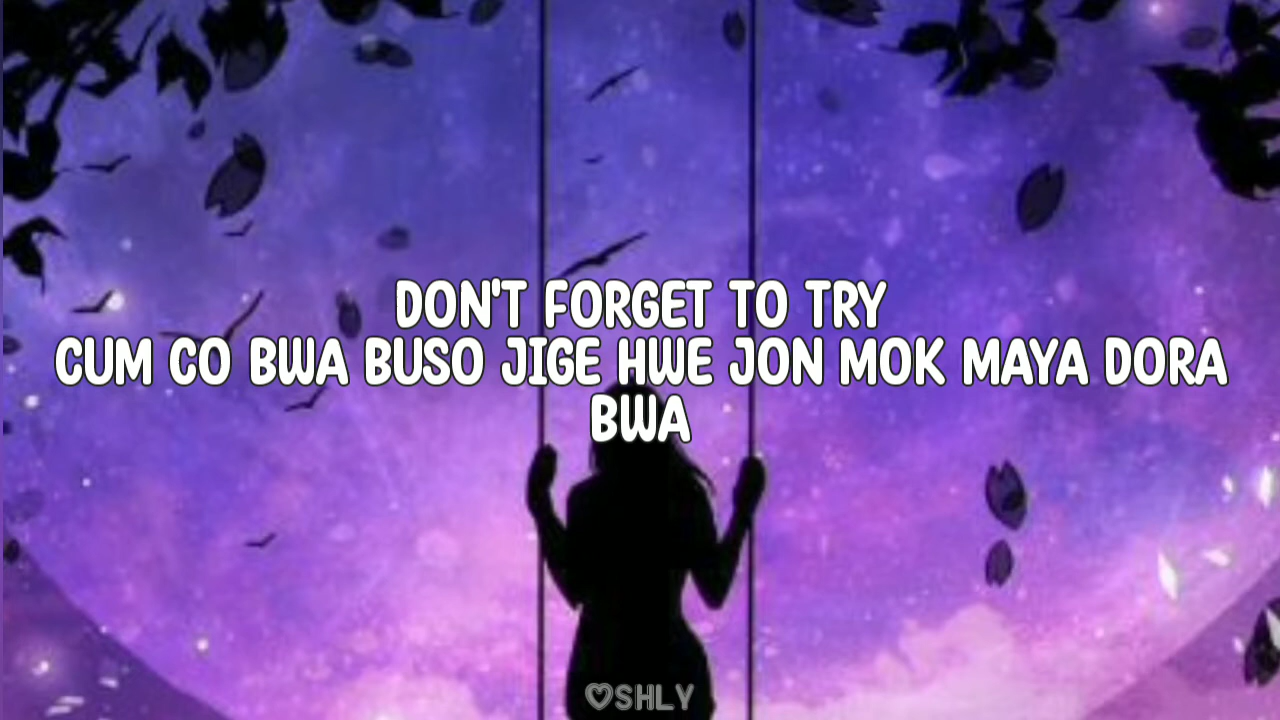 DON'T FORGET TO TRY
CUM CO BWA BUSO JIGE HWE JON MOK MAYA DORA
BWA
♡SHLY